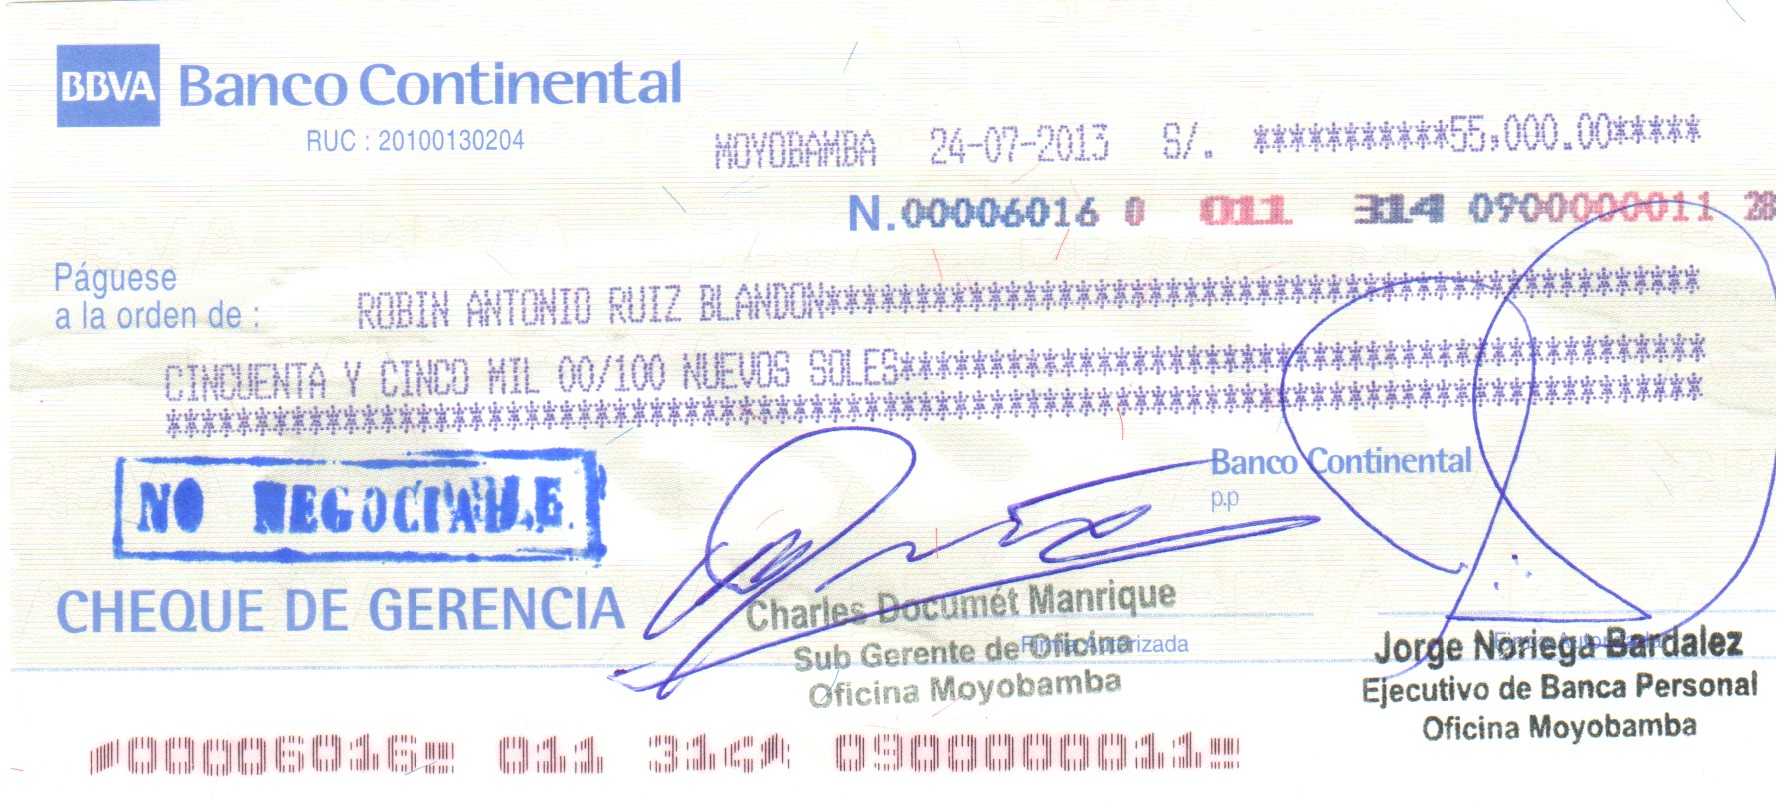 BBVA Banco Continental
RUC : 20100130204
MOYOBAMBA 24-07-2013 S/. ***********55,000.00*****
N. 00006016 0 011 314 0900000011 28
Páguese
a la orden de : ROBIN ANTONIO RUIZ BLANDON****************************************
CINCUENTA Y CINCO MIL 00/100 NUEVOS SOLES*************************************
NO NEGOCIABLE
Banco Continental
p.p
CHEQUE DE GERENCIA
Charles Documét Manrique
Firma Autorizada
Sub Gerente de Oficina
Oficina Moyobamba
Firma Autorizada
Jorge Noriega Bardalez
Ejecutivo de Banca Personal
Oficina Moyobamba
00006016 011 314 0900000011